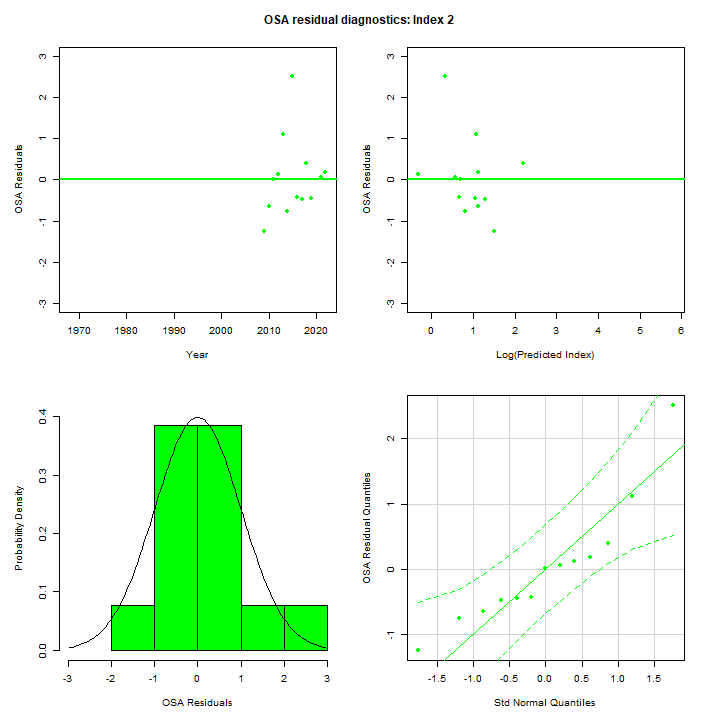 OSA residual diagnostics: Index 2
OSA Residuals
3
2
1
0
-1
-2
-3
1970 1980 1990 2000 2010 2020
Year
OSA Residuals
3
2
1
0
-1
-2
-3
0 1 2 3 4 5 6
Log(Predicted Index)
Probability Density
0.4
0.3
0.2
0.1
0.0
-3 -2 -1 0 1 2 3
OSA Residuals
OSA Residual Quantiles
2
1
0
-1
-1.5 -1.0 -0.5 0.0 0.5 1.0 1.5
Std Normal Quantiles